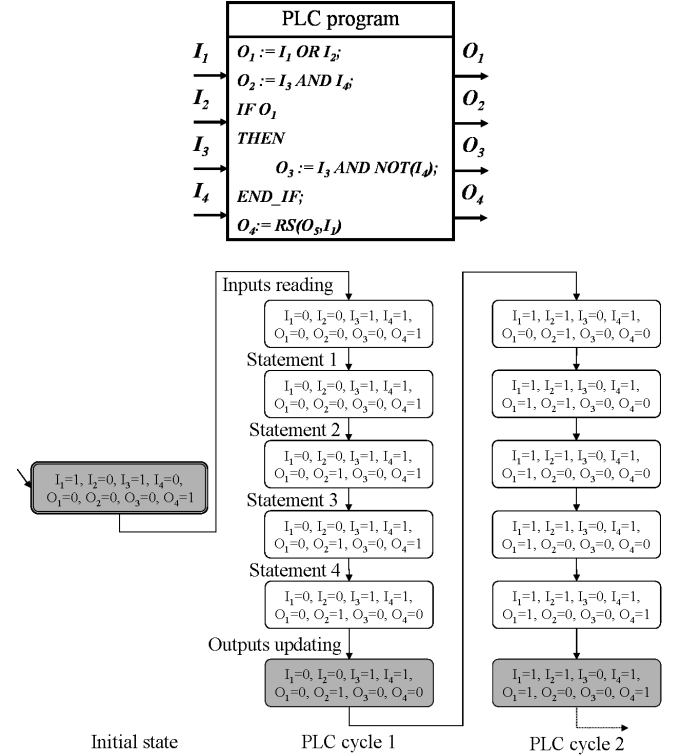 PLC program
I₁
I₂
I₃
I₄
O₁ := I₁ OR I₂;
O₂ := I₃ AND I₄;
IF O₁
THEN
O₃ := I₃ AND NOT(I₄);
END_IF;
O₄:= RS(O₅,I₁)
O₁
O₂
O₃
O₄
I₁=1, I₂=0, I₃=1, I₄=0,
O₁=0, O₂=0, O₃=0, O₄=1
Initial state
Inputs reading
I₁=0, I₂=0, I₃=1, I₄=1,
O₁=0, O₂=0, O₃=0, O₄=1
Statement 1
I₁=0, I₂=0, I₃=1, I₄=1,
O₁=0, O₂=0, O₃=0, O₄=1
Statement 2
I₁=0, I₂=0, I₃=1, I₄=1,
O₁=0, O₂=1, O₃=0, O₄=1
Statement 3
I₁=0, I₂=0, I₃=1, I₄=1,
O₁=0, O₂=1, O₃=0, O₄=1
Statement 4
I₁=0, I₂=0, I₃=1, I₄=1,
O₁=0, O₂=1, O₃=0, O₄=0
Outputs updating
I₁=0, I₂=0, I₃=1, I₄=1,
O₁=0, O₂=1, O₃=0, O₄=0
PLC cycle 1
I₁=1, I₂=1, I₃=0, I₄=1,
O₁=0, O₂=1, O₃=0, O₄=0
I₁=1, I₂=1, I₃=0, I₄=1,
O₁=1, O₂=1, O₃=0, O₄=0
I₁=1, I₂=1, I₃=0, I₄=1,
O₁=1, O₂=0, O₃=0, O₄=0
I₁=1, I₂=1, I₃=0, I₄=1,
O₁=1, O₂=0, O₃=0, O₄=0
I₁=1, I₂=1, I₃=0, I₄=1,
O₁=1, O₂=0, O₃=0, O₄=1
I₁=1, I₂=1, I₃=0, I₄=1,
O₁=1, O₂=0, O₃=0, O₄=1
PLC cycle 2